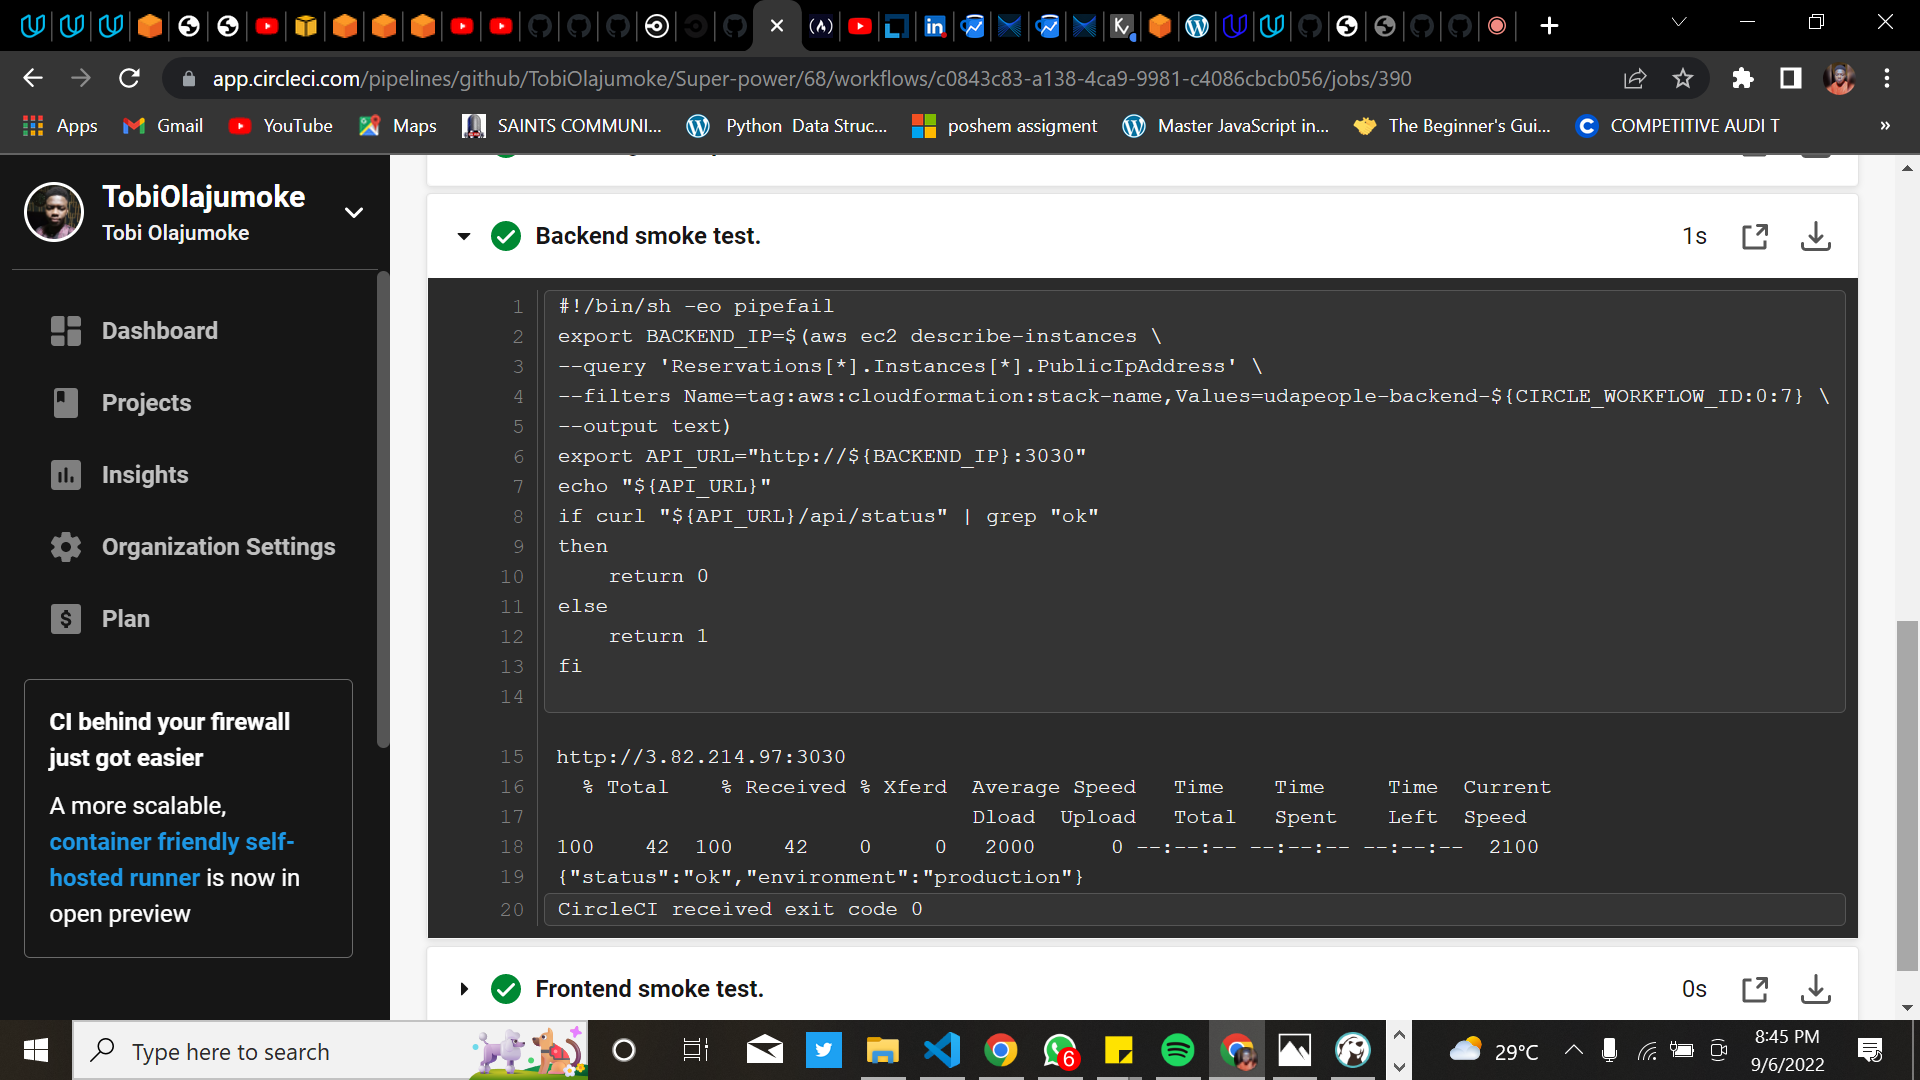 app.circleci.com/pipelines/github/TobiOlajumoke/Super-power/68/workflows/c0843c83-a138-4ca9-9981-c4086cbcb056/jobs/390
Apps Gmail YouTube Maps SAINTS COMMUNI... Python Data Struc... poshem assigment Master JavaScript in... The Beginner's Gui... COMPETITIVE AUDI T »
TobiOlajumoke
Tobi Olajumoke
Dashboard
Projects
Insights
Organization Settings
Plan
CI behind your firewall
just got easier
A more scalable,
container friendly self-
hosted runner is now in
open preview
Backend smoke test. 1s
1 #!/bin/sh -eo pipefail
2 export BACKEND_IP=$(aws ec2 describe-instances \
3 --query 'Reservations[*].Instances[*].PublicIpAddress' \
4 --filters Name=tag:aws:cloudformation:stack-name,Values=udapeople-backend-${CIRCLE_WORKFLOW_ID:0:7} \
5 --output text)
6 export API_URL="http://${BACKEND_IP}:3030"
7 echo "${API_URL}"
8 if curl "${API_URL}/api/status" | grep "ok"
9 then
10 return 0
11 else
12 return 1
13 fi
14
15 http://3.82.214.97:3030
16 % Total % Received % Xferd Average Speed Time Time Time Current
17 Dload Upload Total Spent Left Speed
18 100 42 100 42 0 0 2000 0 --:--:-- --:--:-- --:--:-- 2100
19 {"status":"ok","environment":"production"}
20 CircleCI received exit code 0
Frontend smoke test. 0s
Type here to search
6
29°C
8:45 PM
9/6/2022